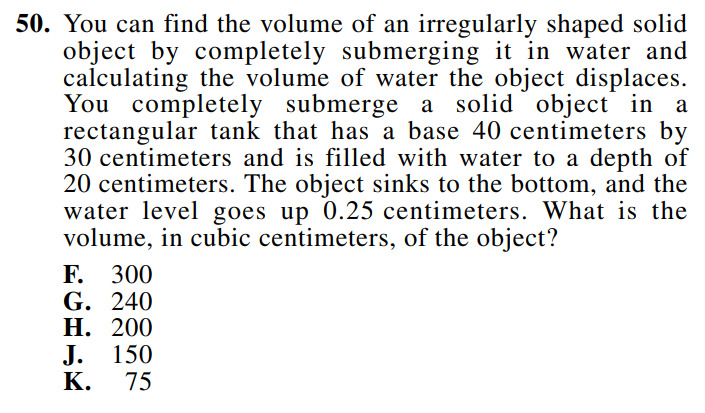 50. You can find the volume of an irregularly shaped solid
object by completely submerging it in water and
calculating the volume of water the object displaces.
You completely submerge a solid object in a
rectangular tank that has a base 40 centimeters by
30 centimeters and is filled with water to a depth of
20 centimeters. The object sinks to the bottom, and the
water level goes up 0.25 centimeters. What is the
volume, in cubic centimeters, of the object?
F. 300
G. 240
H. 200
J. 150
K. 75